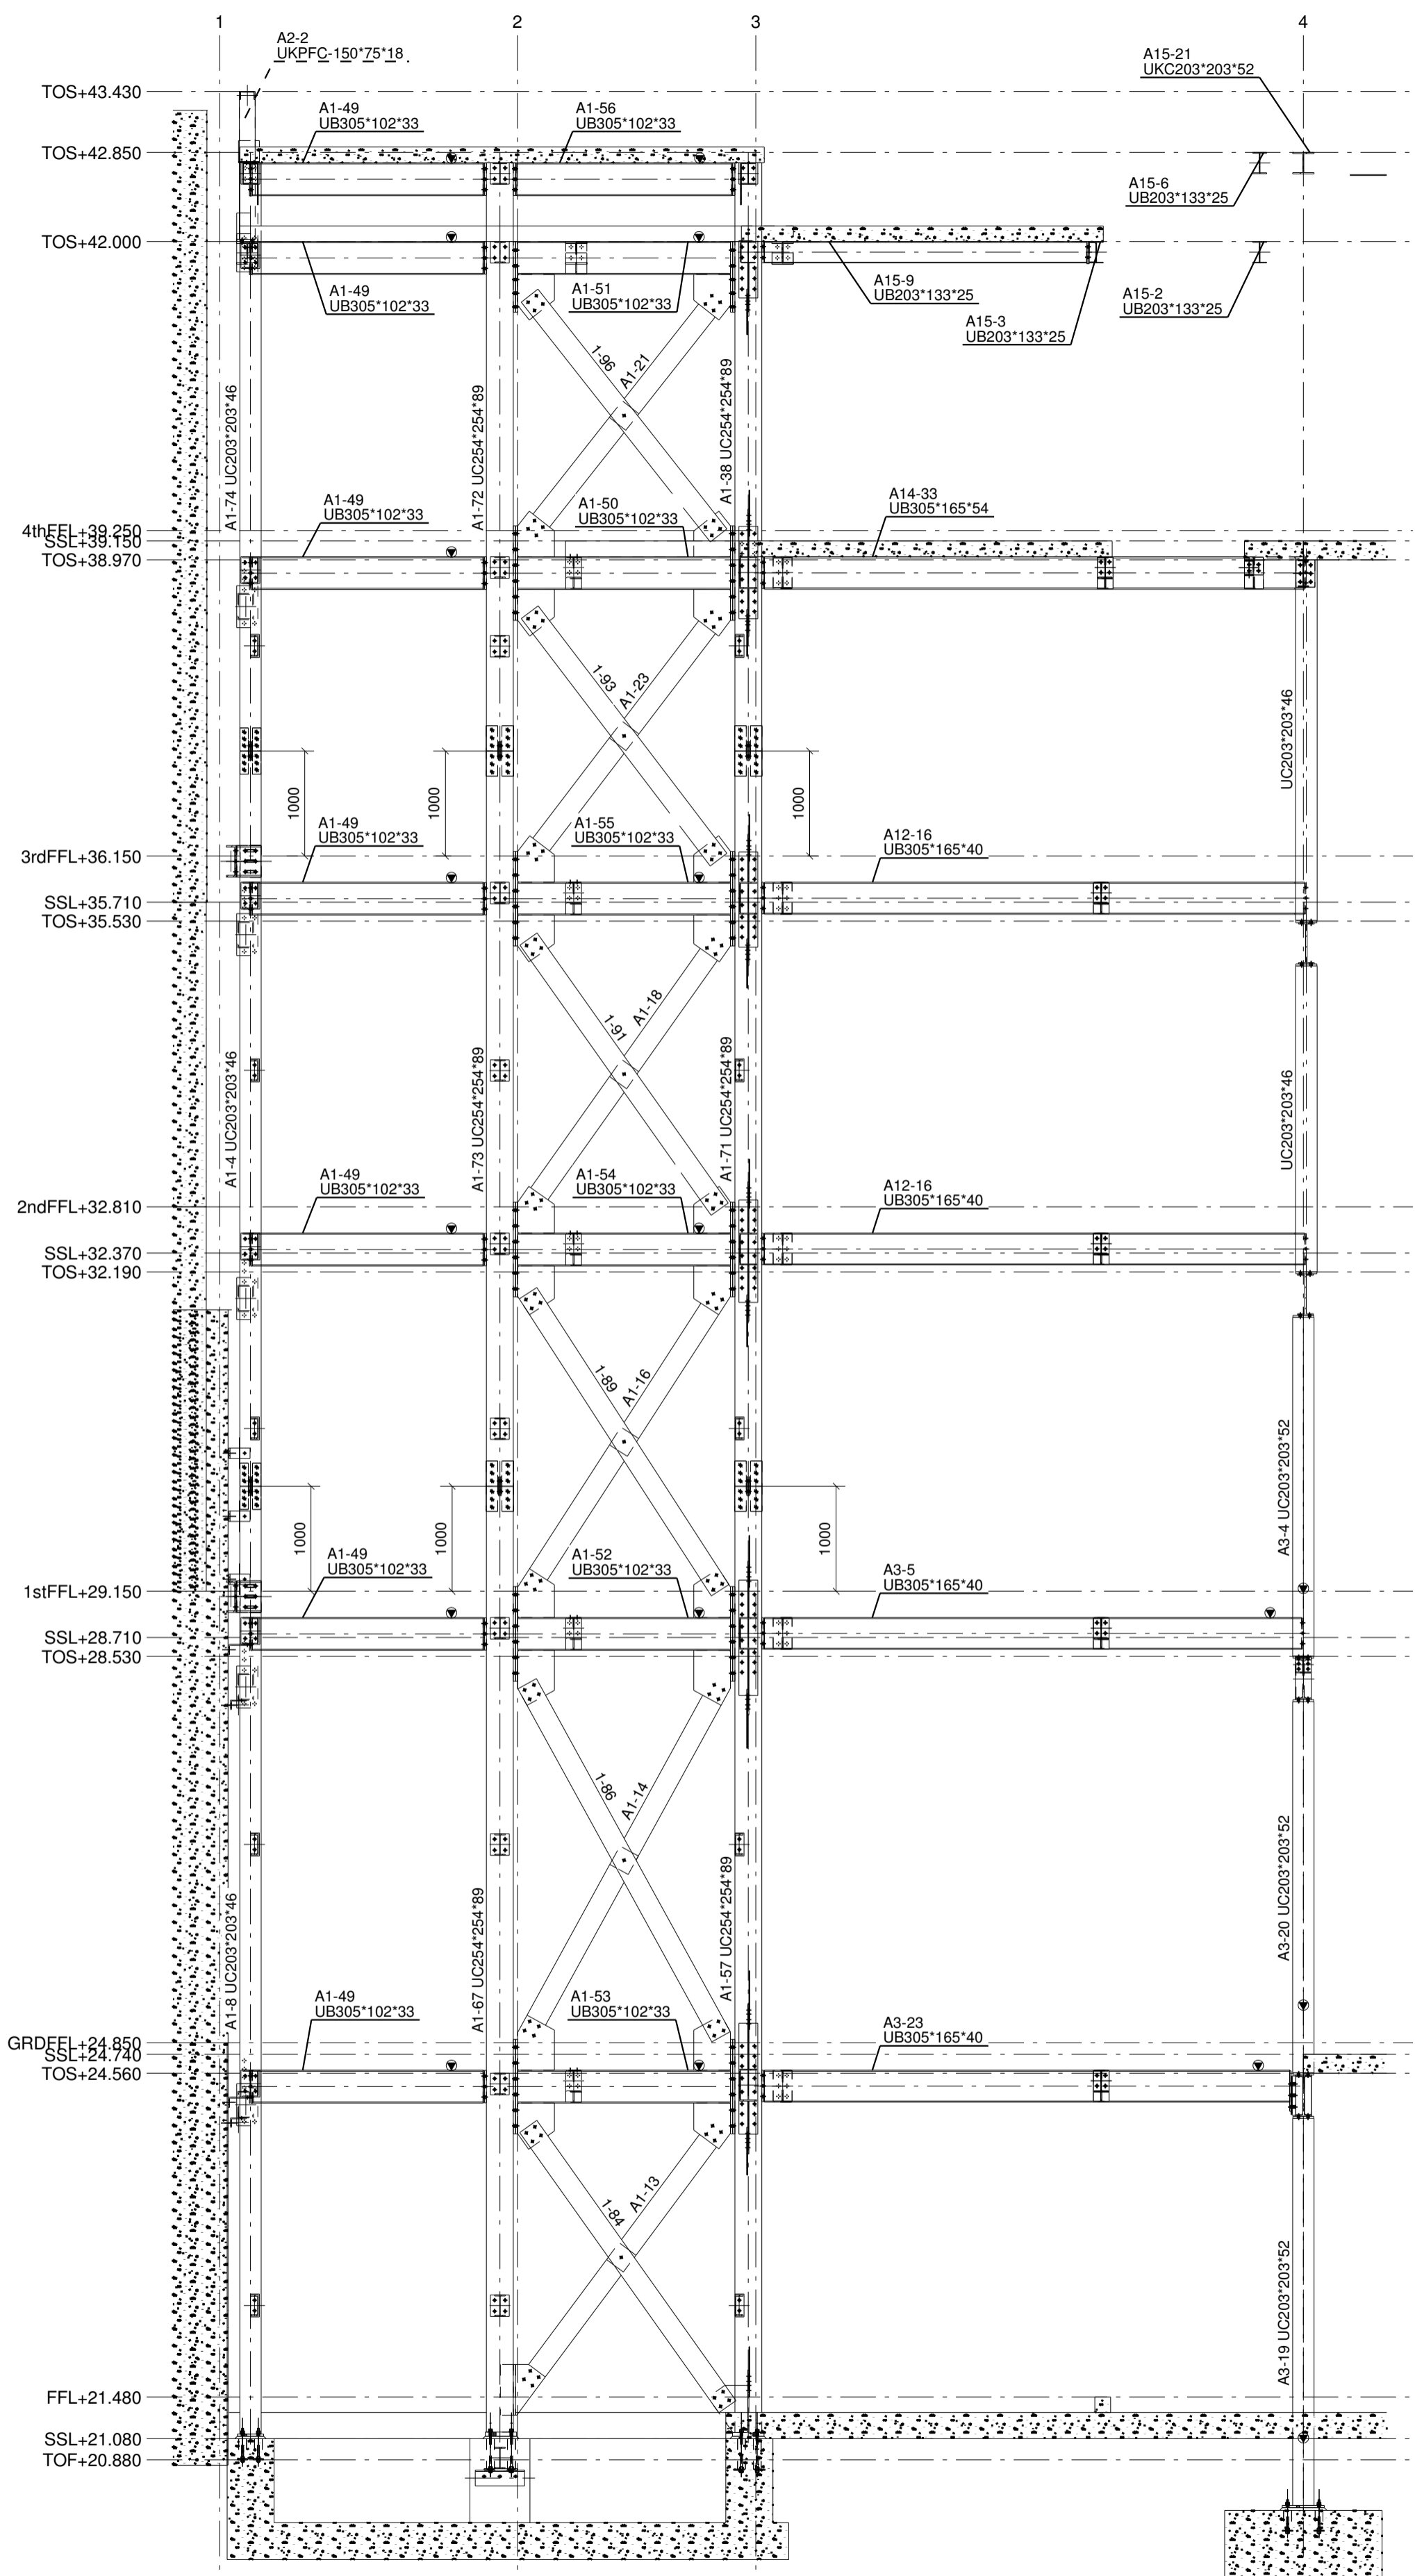 1
2
3
4
A2-2
UKPFC-150*75*18
A15-21
UKC203*203*52
TOS+43.430
A1-49
UB305*102*33
A1-56
UB305*102*33
TOS+42.850
A15-6
UB203*133*25
TOS+42.000
A1-49
UB305*102*33
A1-51
UB305*102*33
A15-9
UB203*133*25
A15-3
UB203*133*25
A15-2
UB203*133*25
1-96
A1-21
A1-74 UC203*203*46
A1-72 UC254*254*89
A1-38 UC254*254*89
A1-49
UB305*102*33
A1-50
UB305*102*33
A14-33
UB305*165*54
4thFFL+39.250
SSL+39.150
TOS+38.970
1-93
A1-23
UC203*203*46
1000
1000
1000
A1-49
UB305*102*33
A1-55
UB305*102*33
A12-16
UB305*165*40
3rdFFL+36.150
SSL+35.710
TOS+35.530
1-91
A1-18
A1-4 UC203*203*46
A1-73 UC254*254*89
A1-71 UC254*254*89
UC203*203*46
A1-49
UB305*102*33
A1-54
UB305*102*33
A12-16
UB305*165*40
2ndFFL+32.810
SSL+32.370
TOS+32.190
1-89
A1-16
A3-4 UC203*203*52
1000
1000
1000
A1-49
UB305*102*33
A1-52
UB305*102*33
A3-5
UB305*165*40
1stFFL+29.150
SSL+28.710
TOS+28.530
1-86
A1-14
A1-8 UC203*203*46
A1-67 UC254*254*89
A1-57 UC254*254*89
A3-20 UC203*203*52
A1-49
UB305*102*33
A1-53
UB305*102*33
A3-23
UB305*165*40
GRDFFL+24.850
SSL+24.740
TOS+24.560
1-84
A1-13
A3-19 UC203*203*52
FFL+21.480
SSL+21.080
TOF+20.880